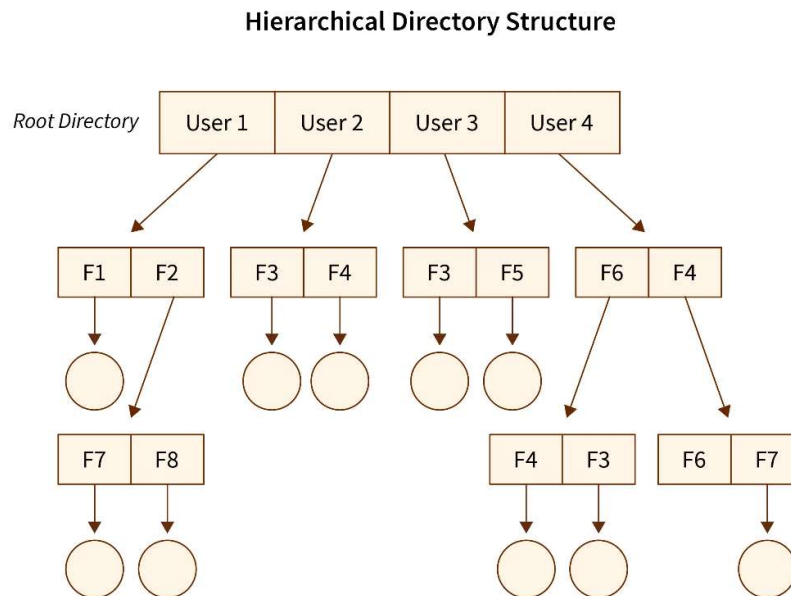 Hierarchical Directory Structure
Root Directory User 1 User 2 User 3 User 4
F1 F2 F3 F4 F3 F5 F6 F4
F7 F8 F4 F3 F6 F7